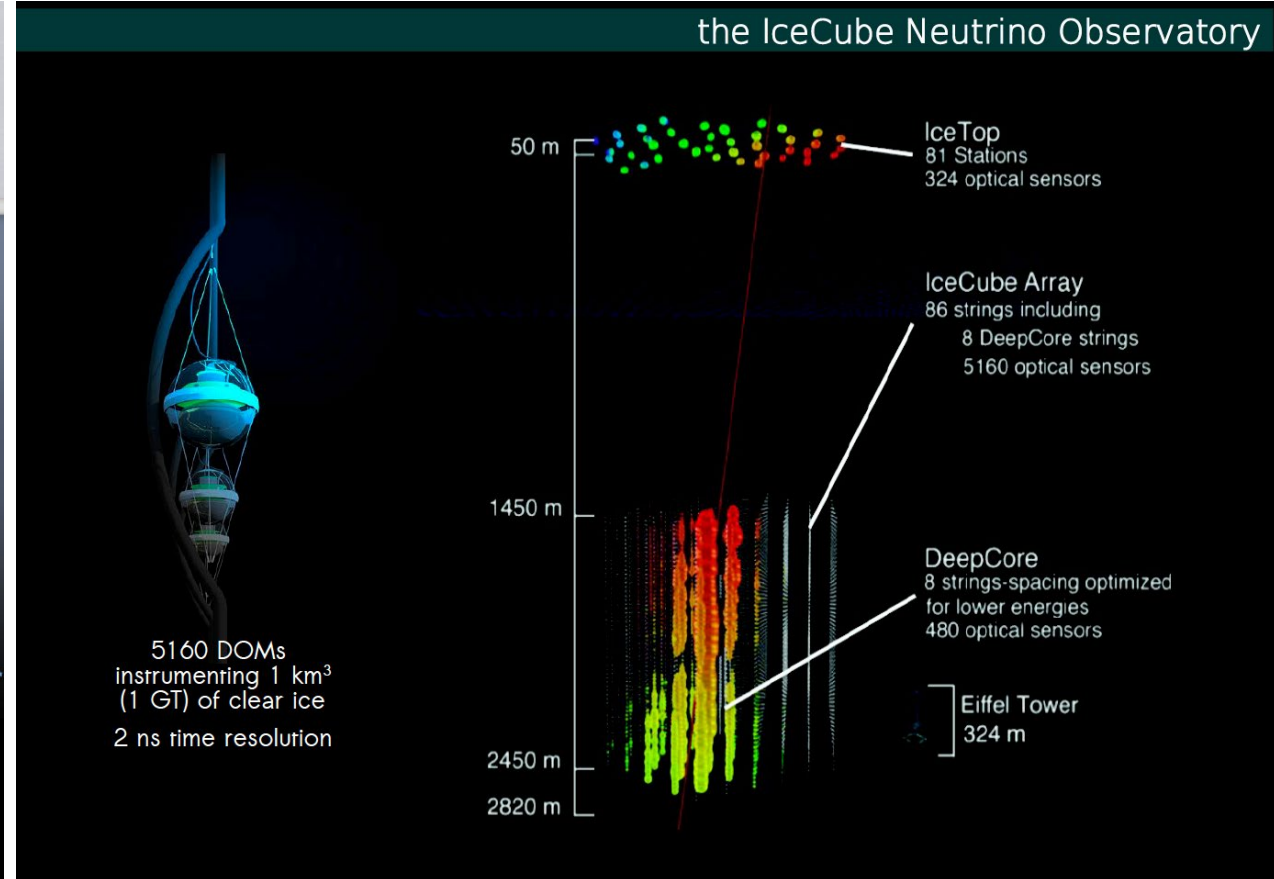 the IceCube Neutrino Observatory
50 m
IceTop
81 Stations
324 optical sensors
IceCube Array
86 strings including
8 DeepCore strings
5160 optical sensors
1450 m
DeepCore
8 strings-spacing optimized
for lower energies
480 optical sensors
5160 DOMs
instrumenting 1 km³
(1 GT) of clear ice
2 ns time resolution
Eiffel Tower
324 m
2450 m
2820 m